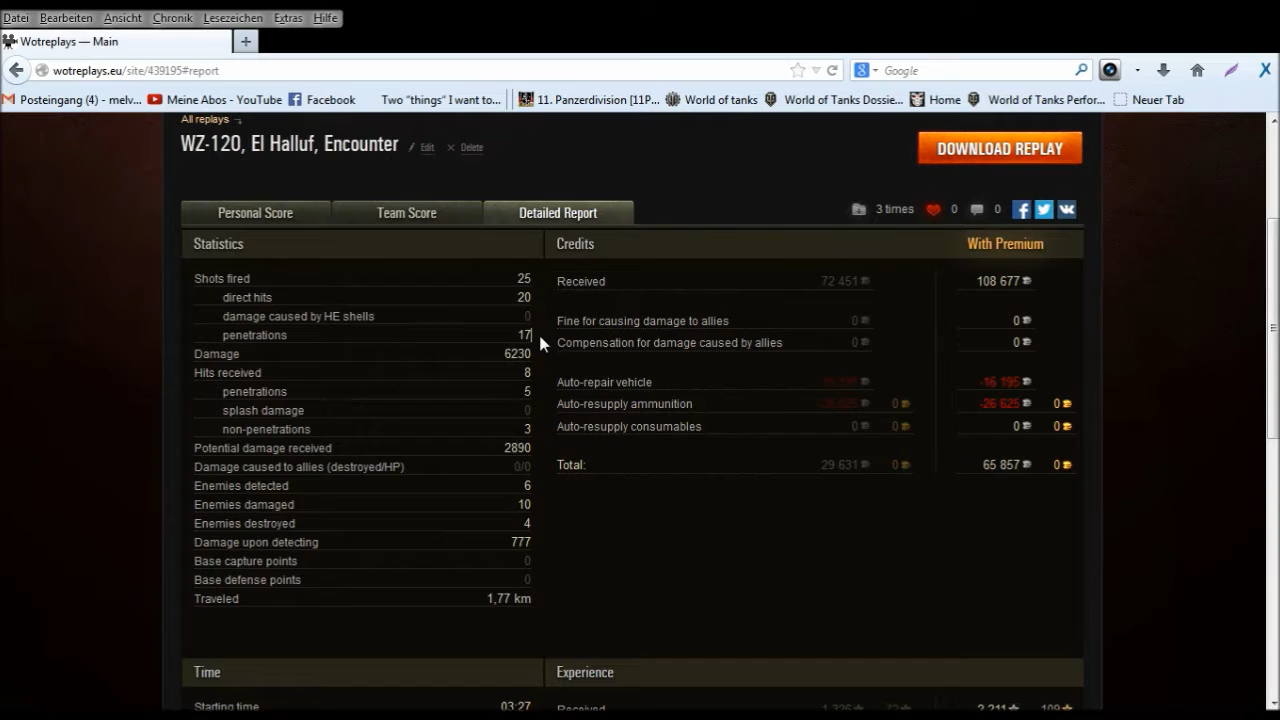 Datei Bearbeiten Ansicht Chronik Lesezeichen Extras Hilfe
Wotreplays — Main +
wotreplays.eu/site/439195#report Google
Posteingang (4) - melv... Meine Abos - YouTube Facebook Two "things" I want to... 11. Panzerdivision [11P... World of tanks World of Tanks Dossie... Home World of Tanks Perfor... Neuer Tab
All replays
WZ-120, El Halluf, Encounter Edit Delete DOWNLOAD REPLAY
Personal Score Team Score Detailed Report 3 times 0 0
Statistics Credits With Premium
Shots fired 25
Received 72 451 108 677
direct hits 20
damage caused by HE shells 0
Fine for causing damage to allies 0 0
penetrations 17
Compensation for damage caused by allies 0 0
Damage 6230
Hits received 8
Auto-repair vehicle -16 195
penetrations 5
Auto-resupply ammunition 0 -26 625 0
splash damage 0
Auto-resupply consumables 0 0 0 0
non-penetrations 3
Potential damage received 2890
Damage caused to allies (destroyed/HP) 0/0
Total: 29 631 0 65 857 0
Enemies detected 6
Enemies damaged 10
Enemies destroyed 4
Damage upon detecting 777
Base capture points 0
Base defense points 0
Traveled 1,77 km
Time Experience
Starting time 03:27
Received 1 326 72 2 211 109